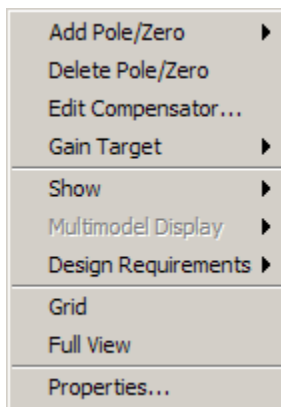 Add Pole/Zero
Delete Pole/Zero
Edit Compensator...
Gain Target
Show
Multimodel Display
Design Requirements
Grid
Full View
Properties...